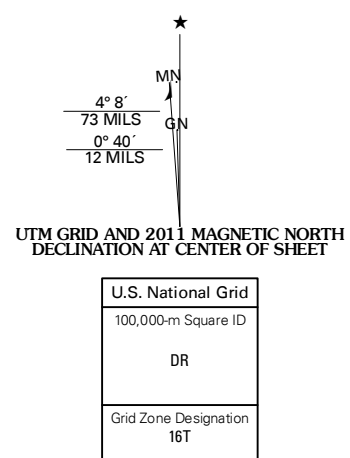 ★
MN
4° 8´
73 MILS
GN
0° 40´
12 MILS
UTM GRID AND 2011 MAGNETIC NORTH
DECLINATION AT CENTER OF SHEET
U.S. National Grid
100,000-m Square ID
DR
Grid Zone Designation
16T